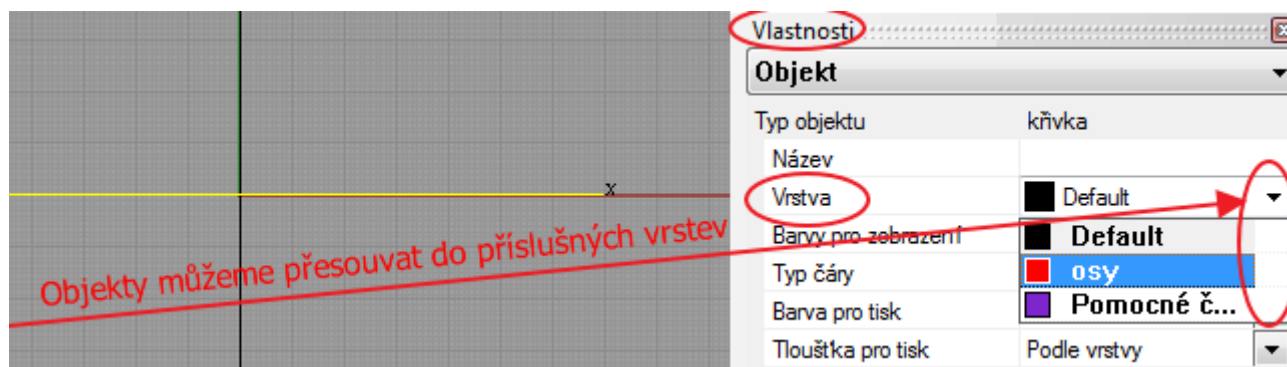 Vlastnosti
Objekt
Typ objektu křivka
Název
x
Vrstva Default
Objekty můžeme přesouvat do příslušných vrstev
Barvy pro zobrazení Default
Typ čáry osy
Barva pro tisk Pomocné č...
Tloušťka pro tisk Podle vrstvy